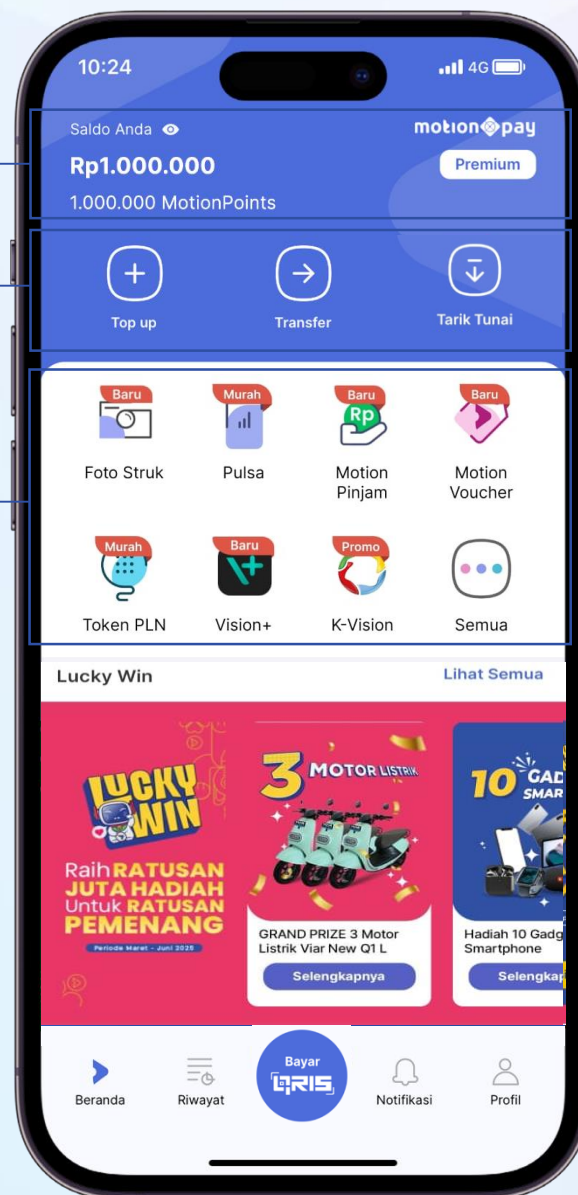 10:24
4G
Saldo Anda
motion pay
Rp1.000.000
Premium
1.000.000 MotionPoints
Top up
Transfer
Tarik Tunai
Baru
Murah
Baru
Baru
Rp
Foto Struk
Pulsa
Motion
Pinjam
Motion
Voucher
Murah
Baru
Promo
V+
Token PLN
Vision+
K-Vision
Semua
Lucky Win
Lihat Semua
LUCKY
WIN
Raih RATUSAN
JUTA HADIAH
Untuk RATUSAN
PEMENANG
Periode Maret - Juni 2025
3 MOTOR LISTRIK
GRAND PRIZE 3 Motor
Listrik Viar New Q1 L
Selengkapnya
10 GAD
SMAR
Hadiah 10 Gadg
Smartphone
Selengkap
Beranda
Riwayat
Bayar
QRIS
Notifikasi
Profil